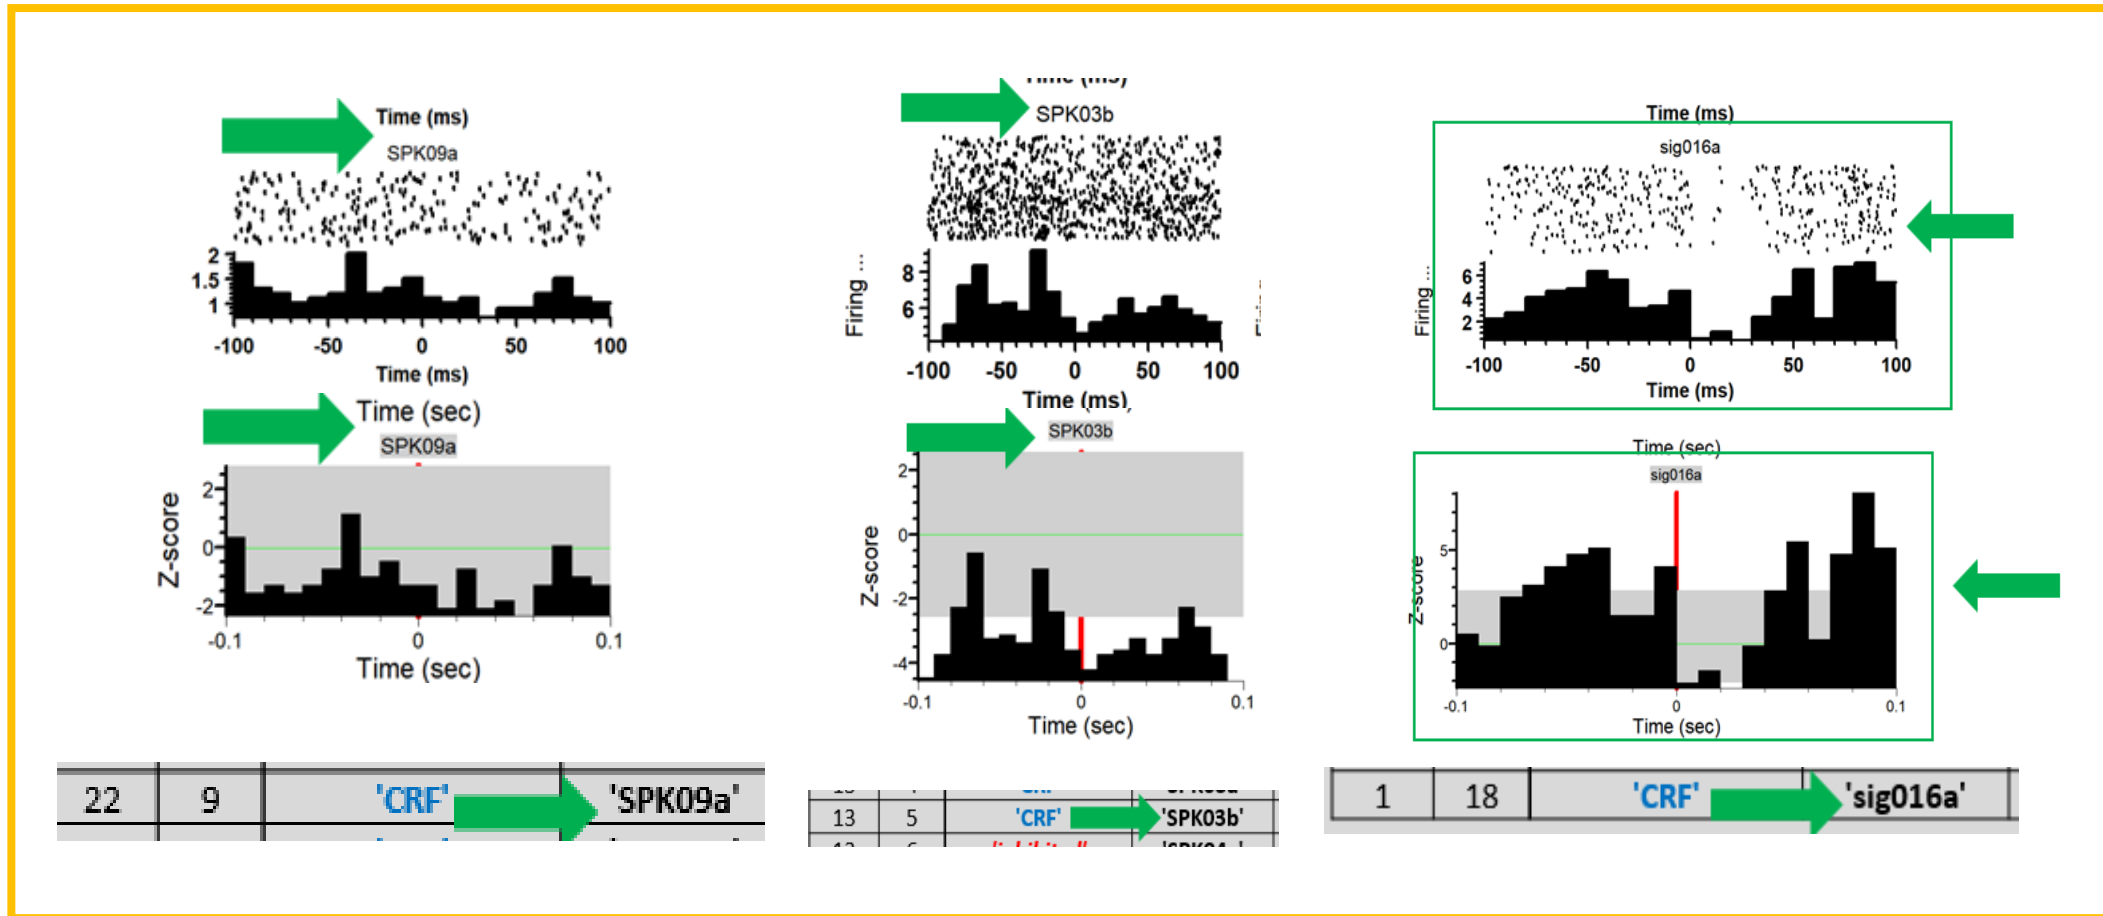 Time (ms)
SPK09a
2
1.5
1
-100 -50 0 50 100
Time (ms)
Time (sec)
SPK09a
Z-score
2
0
-2
-0.1 0 0.1
Time (sec)
22 9 'CRF' 'SPK09a'
Time (ms)
SPK03b
Firing ...
8
6
-100 -50 0 50 100
Time (ms)
SPK03b
Z-score
2
0
-2
-4
-0.1 0 0.1
Time (sec)
13 5 'CRF' 'SPK03b'
Time (ms)
sig016a
Firing ...
6
4
2
-100 -50 0 50 100
Time (ms)
Time (sec)
sig016a
Z-score
5
0
-0.1 0 0.1
Time (sec)
1 18 'CRF' 'sig016a'